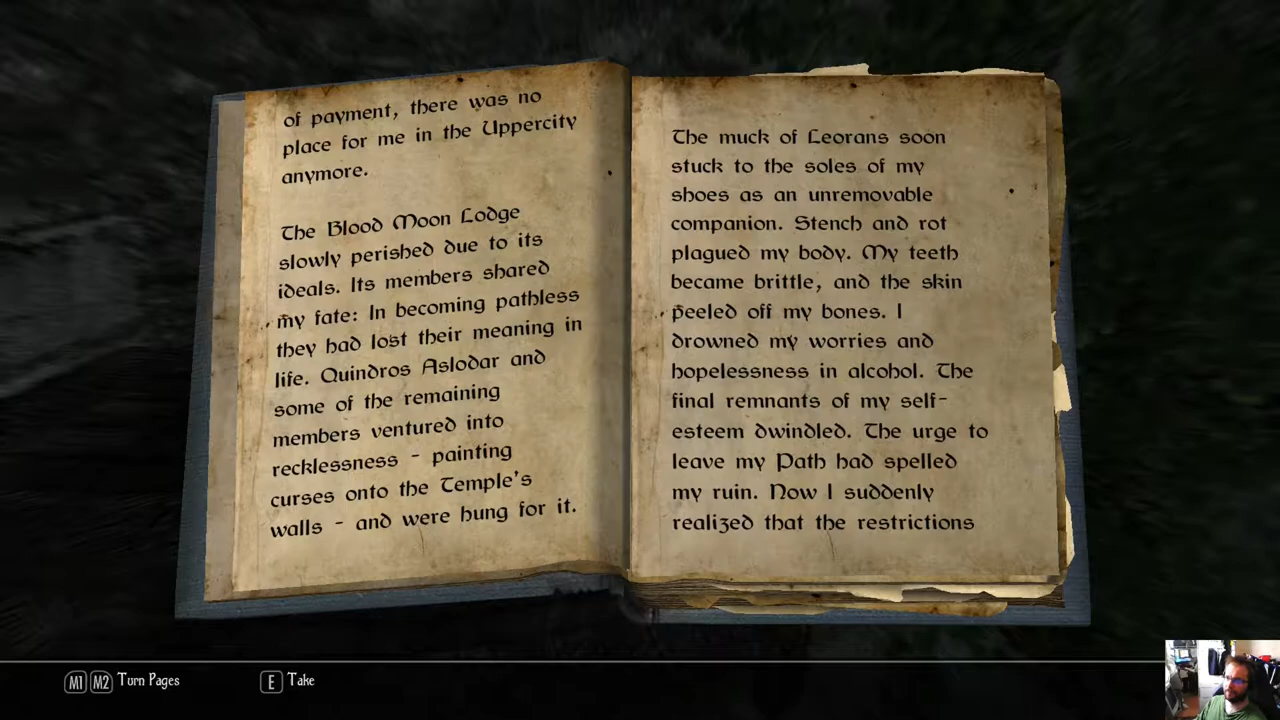 of payment, there was no
place for me in the Uppercity
anymore.
The Blood Moon Lodge
slowly perished due to its
ideals. Its members shared
my fate: In becoming pathless
they had lost their meaning in
life. Quindros Aslodar and
some of the remaining
members ventured into
recklessness - painting
curses onto the Temple's
walls - and were hung for it.
The muck of Leorans soon
stuck to the soles of my
shoes as an unremovable
companion. Stench and rot
plagued my body. My teeth
became brittle, and the skin
peeled off my bones. I
drowned my worries and
hopelessness in alcohol. The
final remnants of my self-
esteem dwindled. The urge to
leave my Path had spelled
my ruin. Now I suddenly
realized that the restrictions
M1 M2 Turn Pages
E Take